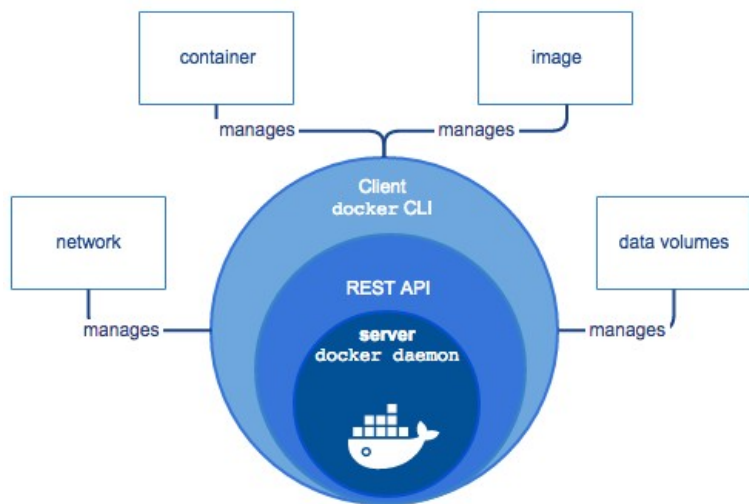 container
image
manages
manages
Client
docker CLI
network
data volumes
REST API
manages
server
docker daemon
manages